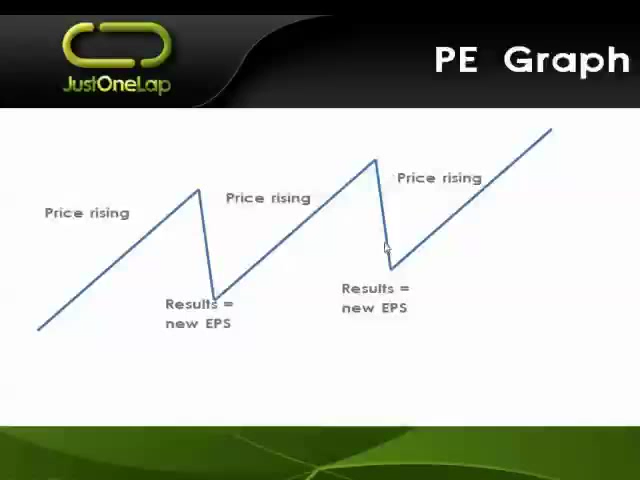 JustOneLap
PE Graph
Price rising
Price rising
Price rising
Results =
new EPS
Results =
new EPS